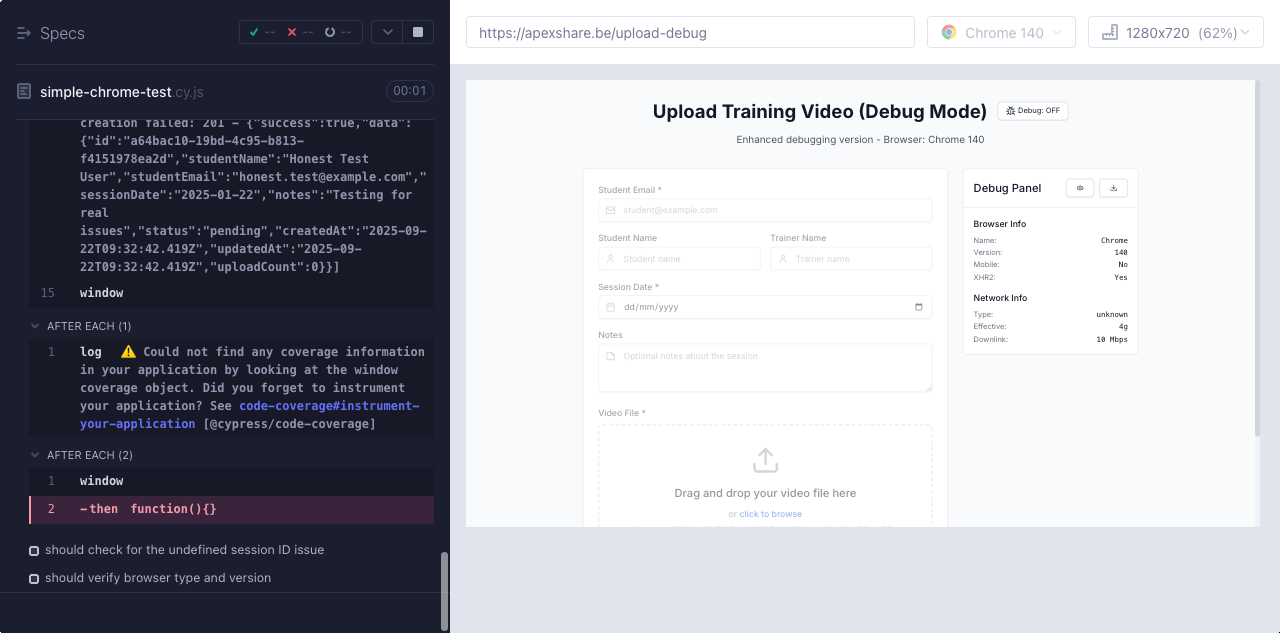 Specs
--
--
--
simple-chrome-test.cy.js
00:01
creation failed: 201 - {"success":true,"data":
{"id":"a64bac10-19bd-4c95-b813-
f4151978ea2d","studentName":"Honest Test
User","studentEmail":"honest.test@example.com","
sessionDate":"2025-01-22","notes":"Testing for
real
issues","status":"pending","createdAt":"2025-09-
22T09:32:42.419Z","updatedAt":"2025-09-
22T09:32:42.419Z","uploadCount":0}}]
15 window
AFTER EACH (1)
1 log ⚠️ Could not find any coverage information
in your application by looking at the window
coverage object. Did you forget to instrument
your application? See code-coverage#instrument-
your-application [@cypress/code-coverage]
AFTER EACH (2)
1 window
2 -then function(){}
should check for the undefined session ID issue
should verify browser type and version
https://apexshare.be/upload-debug
Chrome 140
1280x720 (62%)
Upload Training Video (Debug Mode)
Debug: OFF
Enhanced debugging version - Browser: Chrome 140
Student Email *
student@example.com
Student Name
Trainer Name
Student name
Trainer name
Session Date *
dd/mm/yyyy
Notes
Optional notes about the session
Video File *
Drag and drop your video file here
or click to browse
Debug Panel
Browser Info
Name: Chrome
Version: 140
Mobile: No
XHR2: Yes
Network Info
Type: unknown
Effective: 4g
Downlink: 10 Mbps